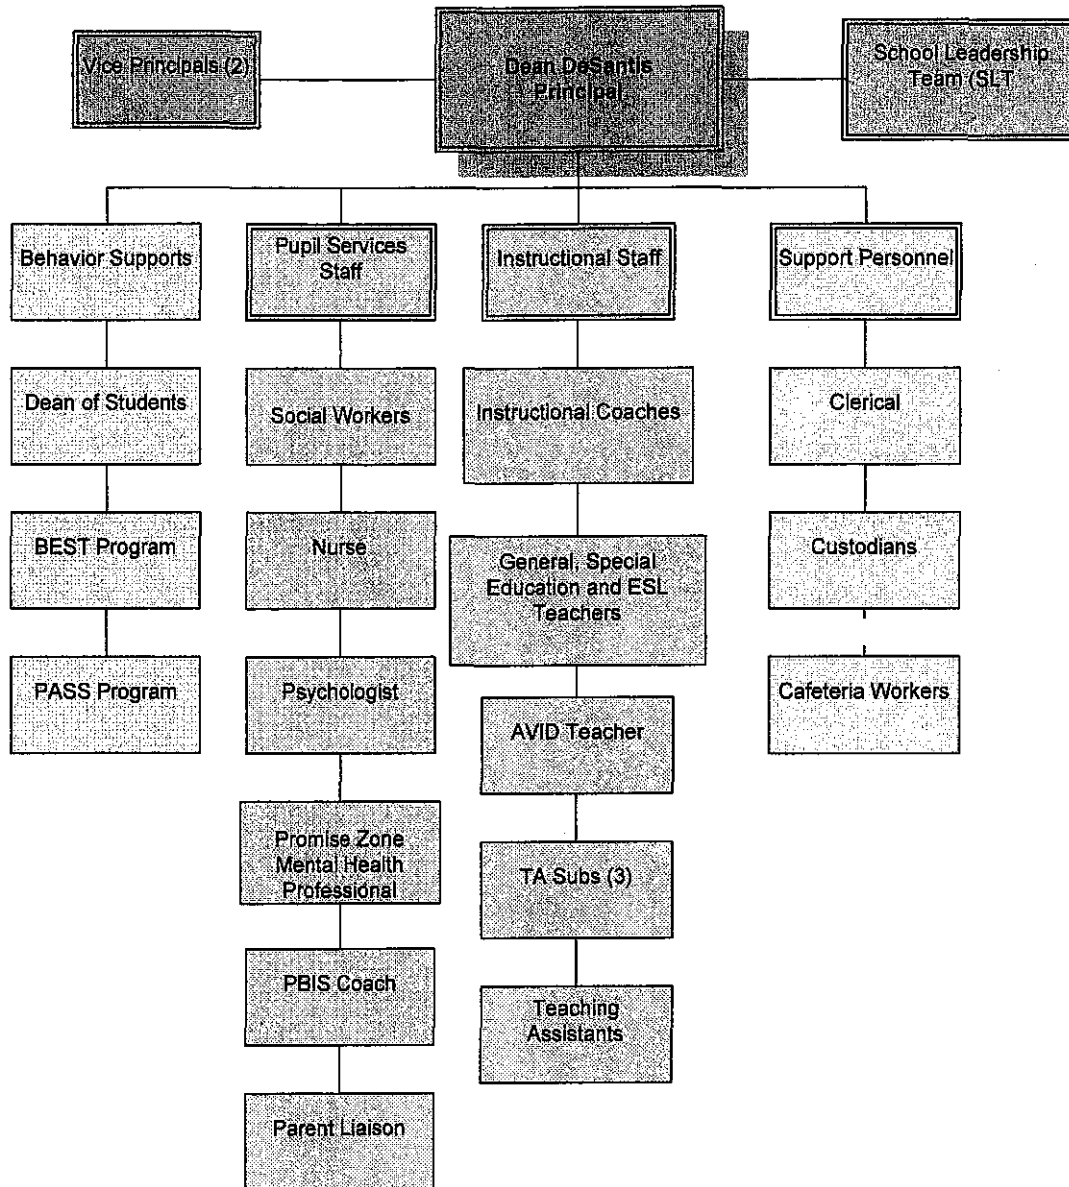 Vice Principals (2)
Dean DeSantis
Principal
School Leadership
Team (SLT
Behavior Supports
Pupil Services
Staff
Instructional Staff
Support Personnel
Dean of Students
Social Workers
Instructional Coaches
Clerical
BEST Program
Nurse
General, Special
Education and ESL
Teachers
Custodians
PASS Program
Psychologist
AVID Teacher
Cafeteria Workers
Promise Zone
Mental Health
Professional
TA Subs (3)
PBIS Coach
Teaching
Assistants
Parent Liaison